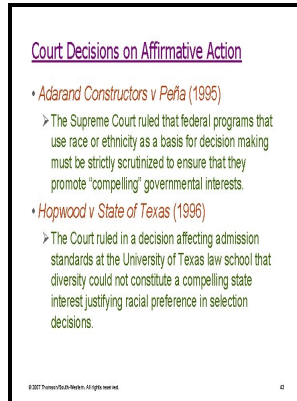 Court Decisions on Affirmative Action
• Adarand Constructors v Peña (1995)
➢The Supreme Court ruled that federal programs that
use race or ethnicity as a basis for decision making
must be strictly scrutinized to ensure that they
promote “compelling” governmental interests.
• Hopwood v State of Texas (1996)
➢The Court ruled in a decision affecting admission
standards at the University of Texas law school that
diversity could not constitute a compelling state
interest justifying racial preference in selection
decisions.
© 2007 Thomson/South-Western. All rights reserved.